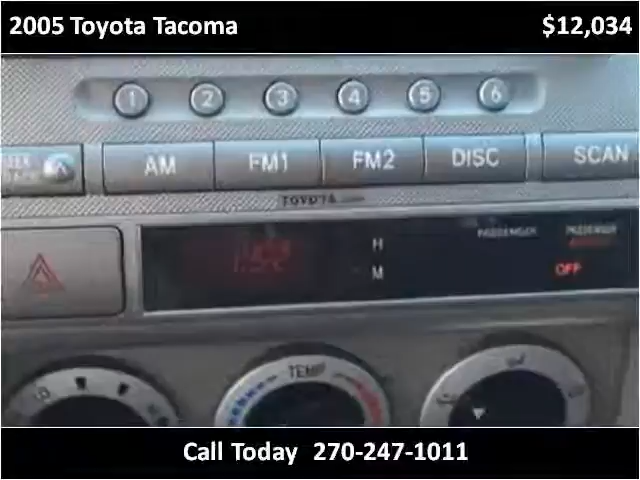 2005 Toyota Tacoma $12,034
1 2 3 4 5 6
AM FM1 FM2 DISC SCAN
TOYOTA
PASSENGER PASSENGER
H
OFF
M
TEMP
Call Today 270-247-1011